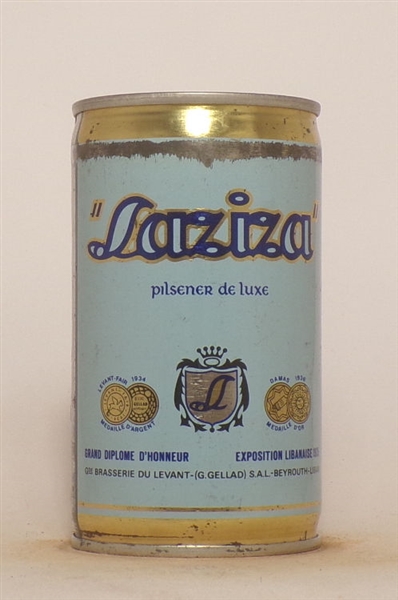 "Laziza"
pilsener de luxe
LEVANT-FAIR 1934
MEDAILLE D'ARGENT
L
DAMAS 1936
MEDAILLE D'OR
GRAND DIPLOME D'HONNEUR
EXPOSITION LIBANAISE
Gde BRASSERIE DU LEVANT-(G.GELLAD) S.A.L-BEYROUTH-